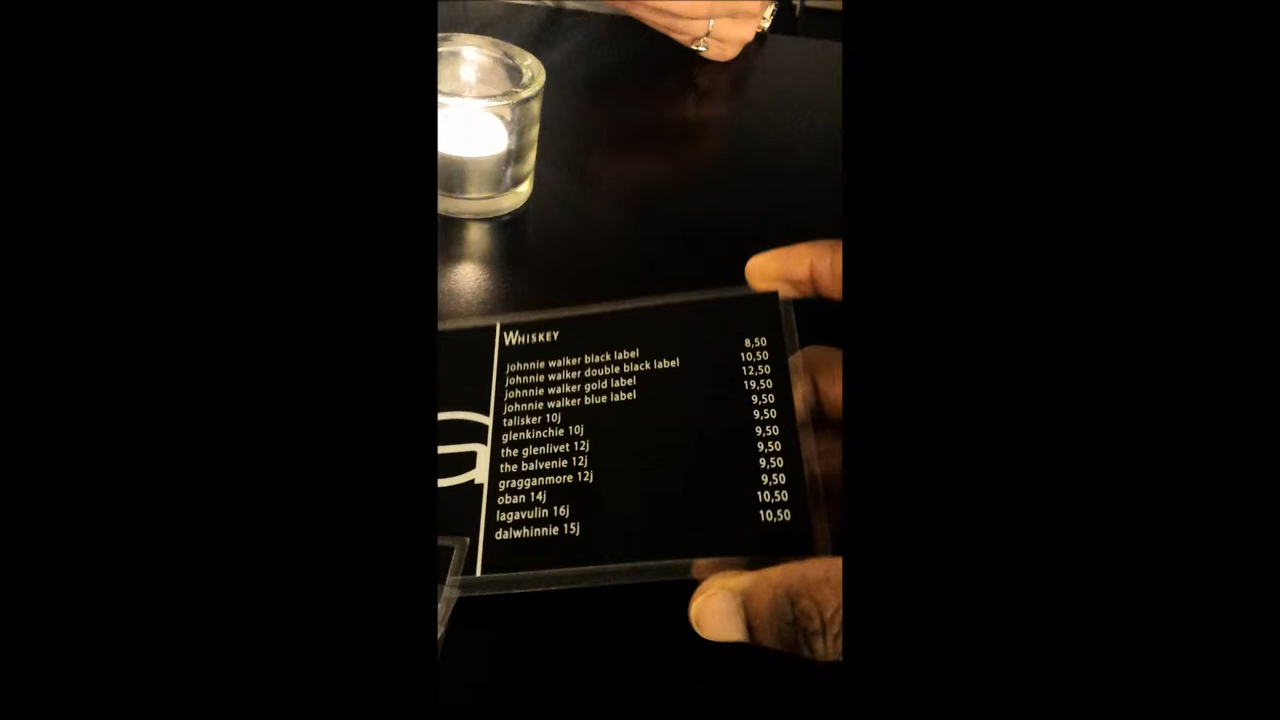 WHISKEY
johnnie walker black label 8,50
johnnie walker double black label 10,50
johnnie walker gold label 12,50
johnnie walker blue label 19,50
talisker 10j 9,50
glenkinchie 10j 9,50
the glenlivet 12j 9,50
the balvenie 12j 9,50
gragganmore 12j 9,50
oban 14j 9,50
lagavulin 16j 10,50
dalwhinnie 15j 10,50
a